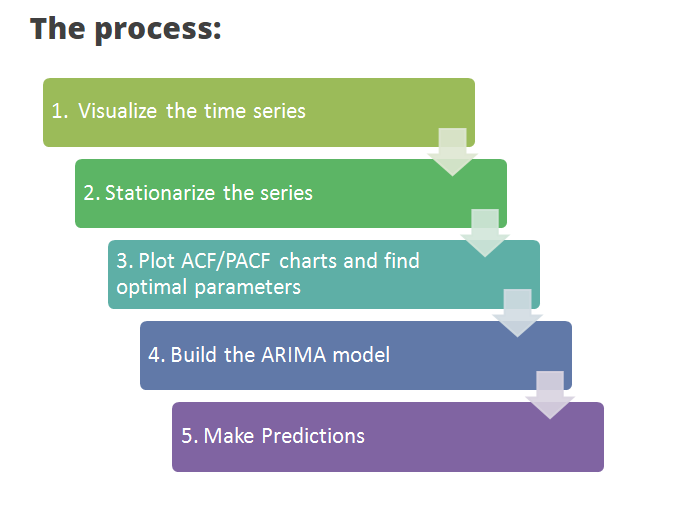 The process:
1. Visualize the time series
2. Stationarize the series
3. Plot ACF/PACF charts and find
optimal parameters
4. Build the ARIMA model
5. Make Predictions